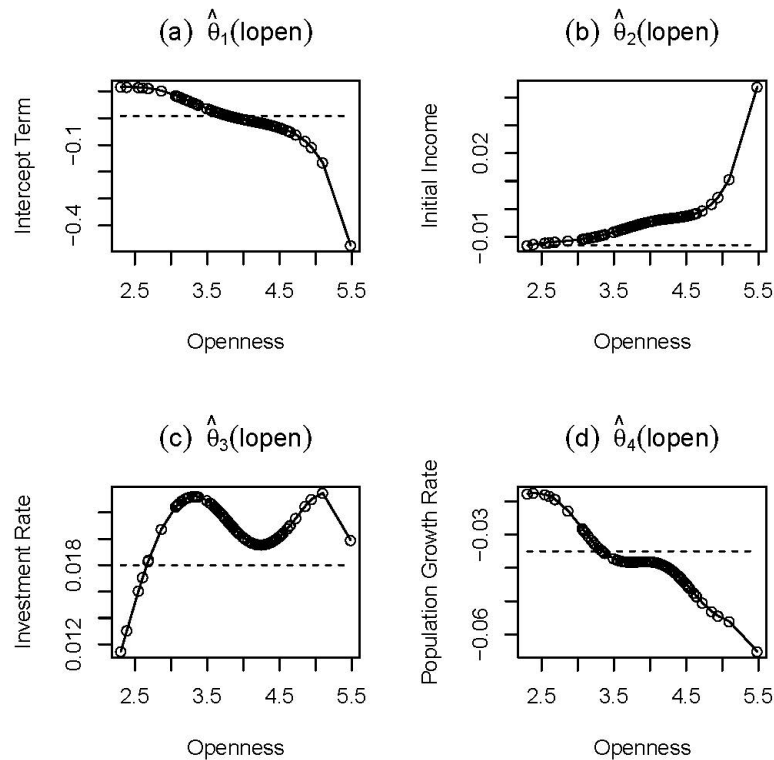 (a) θ̂₁(lopen)
Intercept Term
-0.1
-0.4
2.5 3.5 4.5 5.5
Openness
(b) θ̂₂(lopen)
Initial Income
0.02
-0.01
2.5 3.5 4.5 5.5
Openness
(c) θ̂₃(lopen)
Investment Rate
0.018
0.012
2.5 3.5 4.5 5.5
Openness
(d) θ̂₄(lopen)
Population Growth Rate
-0.03
-0.06
2.5 3.5 4.5 5.5
Openness